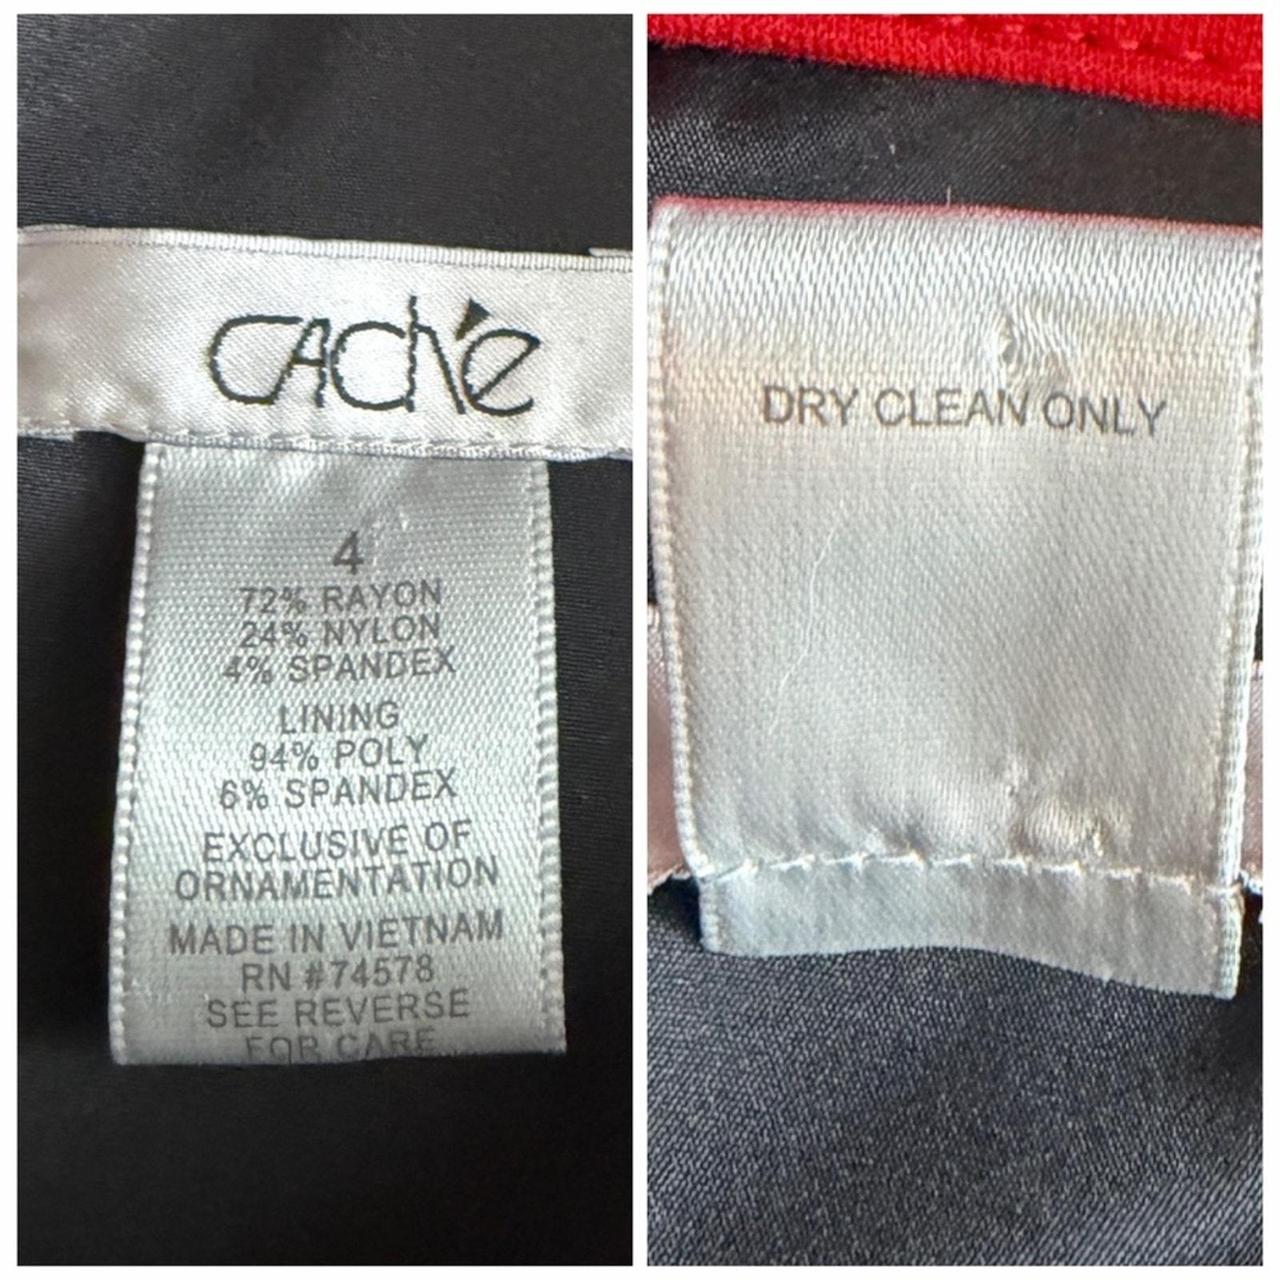 CACHé
4
72% RAYON
24% NYLON
4% SPANDEX
LINING
94% POLY
6% SPANDEX
EXCLUSIVE OF
ORNAMENTATION
MADE IN VIETNAM
RN #74578
SEE REVERSE
FOR CARE
DRY CLEAN ONLY